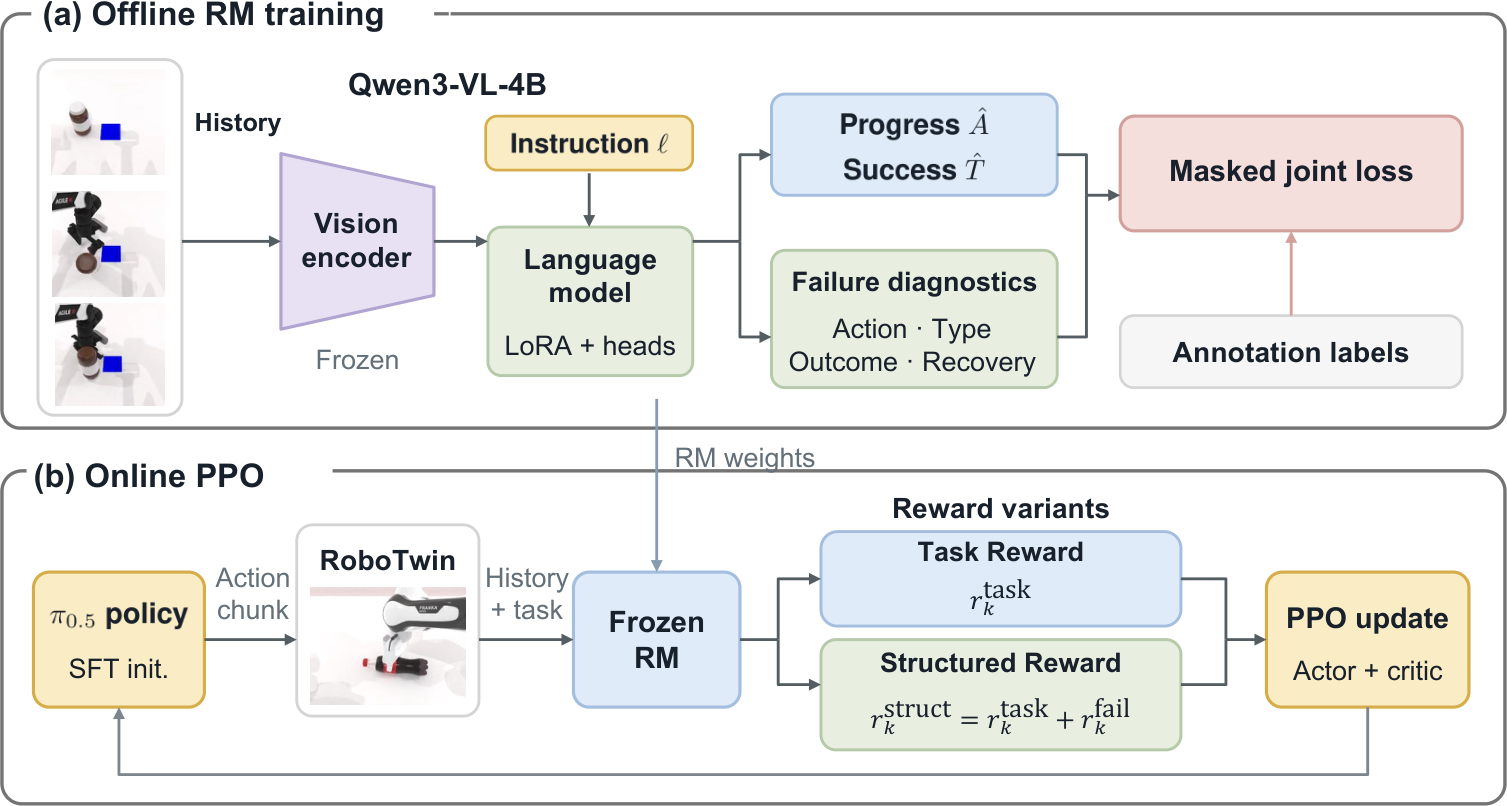 (a) Offline RM training
Qwen3-VL-4B
History
Instruction ℓ
Vision
encoder
Frozen
Language
model
LoRA + heads
Progress Â
Success T̂
Failure diagnostics
Action · Type
Outcome · Recovery
Masked joint loss
Annotation labels
AGILE
AGILE
RM weights
(b) Online PPO
π0.5 policy
SFT init.
Action
chunk
RoboTwin
FRANKA
History
+ task
Frozen
RM
Reward variants
Task Reward
r_k^task
Structured Reward
r_k^struct = r_k^task + r_k^fail
PPO update
Actor + critic